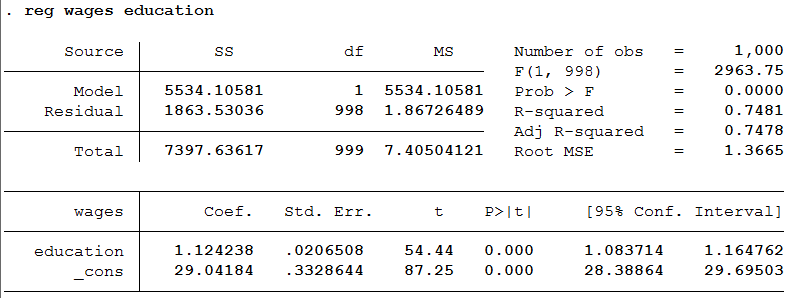 . reg wages education
Source SS df MS Number of obs = 1,000
F(1, 998) = 2963.75
Model 5534.10581 1 5534.10581 Prob > F = 0.0000
Residual 1863.53036 998 1.86726489 R-squared = 0.7481
Adj R-squared = 0.7478
Total 7397.63617 999 7.40504121 Root MSE = 1.3665
wages Coef. Std. Err. t P>|t| [95% Conf. Interval]
education 1.124238 .0206508 54.44 0.000 1.083714 1.164762
_cons 29.04184 .3328644 87.25 0.000 28.38864 29.69503